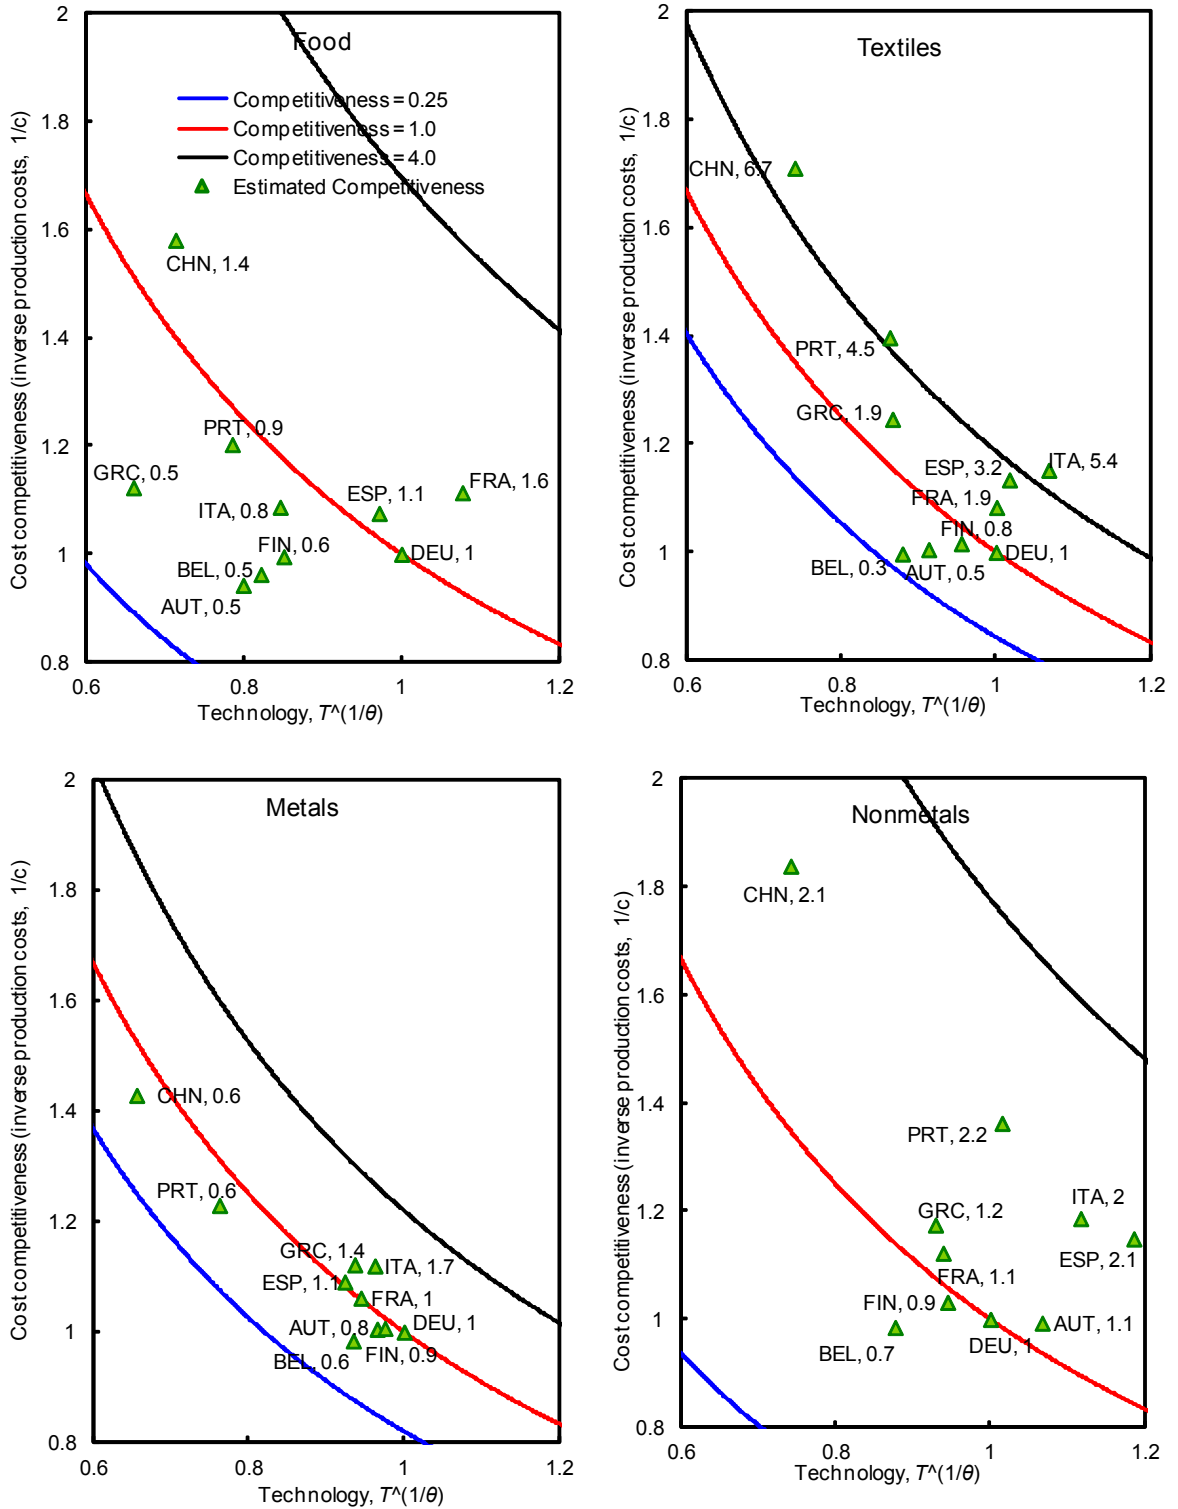 Food
Competitiveness = 0.25
Competitiveness = 1.0
Competitiveness = 4.0
Estimated Competitiveness
Cost competitiveness (inverse production costs, 1/c)
2
1.8
1.6
1.4
1.2
1
0.8
CHN, 1.4
PRT, 0.9
GRC, 0.5
FRA, 1.6
ESP, 1.1
ITA, 0.8
FIN, 0.6
DEU, 1
BEL, 0.5
AUT, 0.5
0.6
0.8
1
1.2
Technology, T^(1/θ)
Textiles
Cost competitiveness (inverse production costs, 1/c)
2
1.8
1.6
1.4
1.2
1
0.8
CHN, 6.7
PRT, 4.5
GRC, 1.9
ITA, 5.4
ESP, 3.2
FRA, 1.9
FIN, 0.8
DEU, 1
BEL, 0.3
AUT, 0.5
0.6
0.8
1
1.2
Technology, T^(1/θ)
Metals
Cost competitiveness (inverse production costs, 1/c)
2
1.8
1.6
1.4
1.2
1
0.8
CHN, 0.6
PRT, 0.6
GRC, 1.4
ITA, 1.7
ESP, 1.1
FRA, 1
AUT, 0.8
DEU, 1
BEL, 0.6
FIN, 0.9
0.6
0.8
1
1.2
Technology, T^(1/θ)
Nonmetals
Cost competitiveness (inverse production costs, 1/c)
2
1.8
1.6
1.4
1.2
1
0.8
CHN, 2.1
PRT, 2.2
ITA, 2
GRC, 1.2
ESP, 2.1
FRA, 1.1
FIN, 0.9
AUT, 1.1
DEU, 1
BEL, 0.7
0.6
0.8
1
1.2
Technology, T^(1/θ)